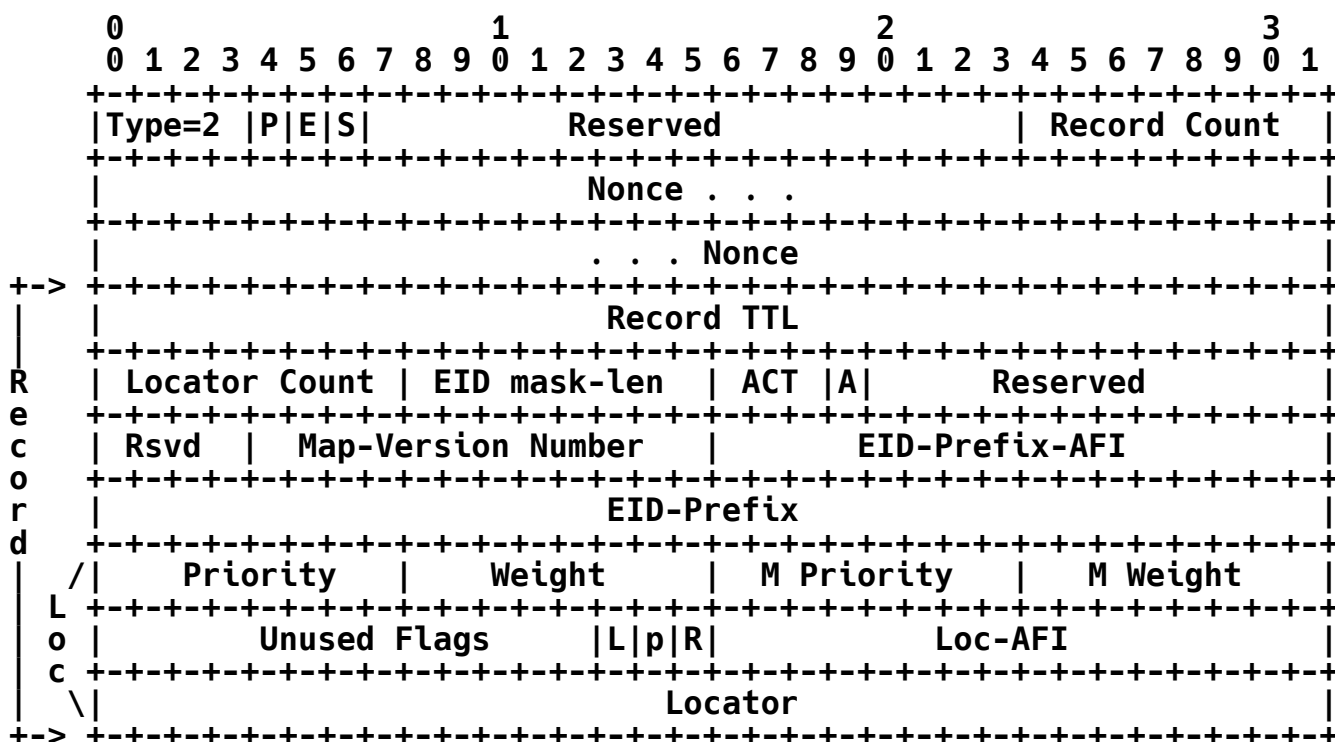 0                   1                   2                   3
        0 1 2 3 4 5 6 7 8 9 0 1 2 3 4 5 6 7 8 9 0 1 2 3 4 5 6 7 8 9 0 1
       +-+-+-+-+-+-+-+-+-+-+-+-+-+-+-+-+-+-+-+-+-+-+-+-+-+-+-+-+-+-+-+-+
       |Type=2 |P|E|S|          Reserved               | Record Count  |
       +-+-+-+-+-+-+-+-+-+-+-+-+-+-+-+-+-+-+-+-+-+-+-+-+-+-+-+-+-+-+-+-+
       |                         Nonce . . .                           |
       +-+-+-+-+-+-+-+-+-+-+-+-+-+-+-+-+-+-+-+-+-+-+-+-+-+-+-+-+-+-+-+-+
       |                         . . . Nonce                           |
   +-> +-+-+-+-+-+-+-+-+-+-+-+-+-+-+-+-+-+-+-+-+-+-+-+-+-+-+-+-+-+-+-+-+
   |   |                          Record TTL                           |
   |   +-+-+-+-+-+-+-+-+-+-+-+-+-+-+-+-+-+-+-+-+-+-+-+-+-+-+-+-+-+-+-+-+
   R   | Locator Count | EID mask-len  | ACT |A|      Reserved         |
   e   +-+-+-+-+-+-+-+-+-+-+-+-+-+-+-+-+-+-+-+-+-+-+-+-+-+-+-+-+-+-+-+-+
   c   | Rsvd  |  Map-Version Number   |       EID-Prefix-AFI          |
   o   +-+-+-+-+-+-+-+-+-+-+-+-+-+-+-+-+-+-+-+-+-+-+-+-+-+-+-+-+-+-+-+-+
   r   |                          EID-Prefix                           |
   d   +-+-+-+-+-+-+-+-+-+-+-+-+-+-+-+-+-+-+-+-+-+-+-+-+-+-+-+-+-+-+-+-+
   |  /|    Priority   |    Weight     |  M Priority   |   M Weight    |
   | L +-+-+-+-+-+-+-+-+-+-+-+-+-+-+-+-+-+-+-+-+-+-+-+-+-+-+-+-+-+-+-+-+
   | o |        Unused Flags     |L|p|R|           Loc-AFI             |
   | c +-+-+-+-+-+-+-+-+-+-+-+-+-+-+-+-+-+-+-+-+-+-+-+-+-+-+-+-+-+-+-+-+
   |  \|                             Locator                           |
   +-> +-+-+-+-+-+-+-+-+-+-+-+-+-+-+-+-+-+-+-+-+-+-+-+-+-+-+-+-+-+-+-+-+